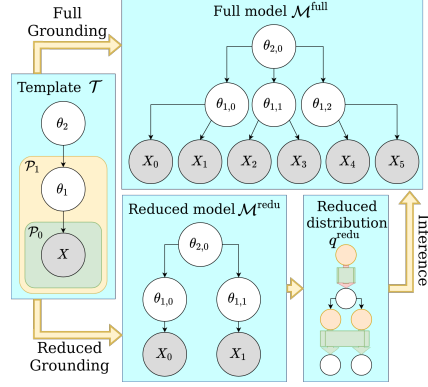 Full
Grounding
Full model $\mathcal{M}^{\text{full}}$
$\theta_{2,0}$
$\theta_{1,0}$ $\theta_{1,1}$ $\theta_{1,2}$
$X_0$ $X_1$ $X_2$ $X_3$ $X_4$ $X_5$
Template $\mathcal{T}$
$\theta_2$
$\mathcal{P}_1$
$\theta_1$
$\mathcal{P}_0$
$X$
Reduced
Grounding
Reduced model $\mathcal{M}^{\text{redu}}$
$\theta_{2,0}$
$\theta_{1,0}$ $\theta_{1,1}$
$X_0$ $X_1$
Reduced
distribution
$q^{\text{redu}}$
Inference